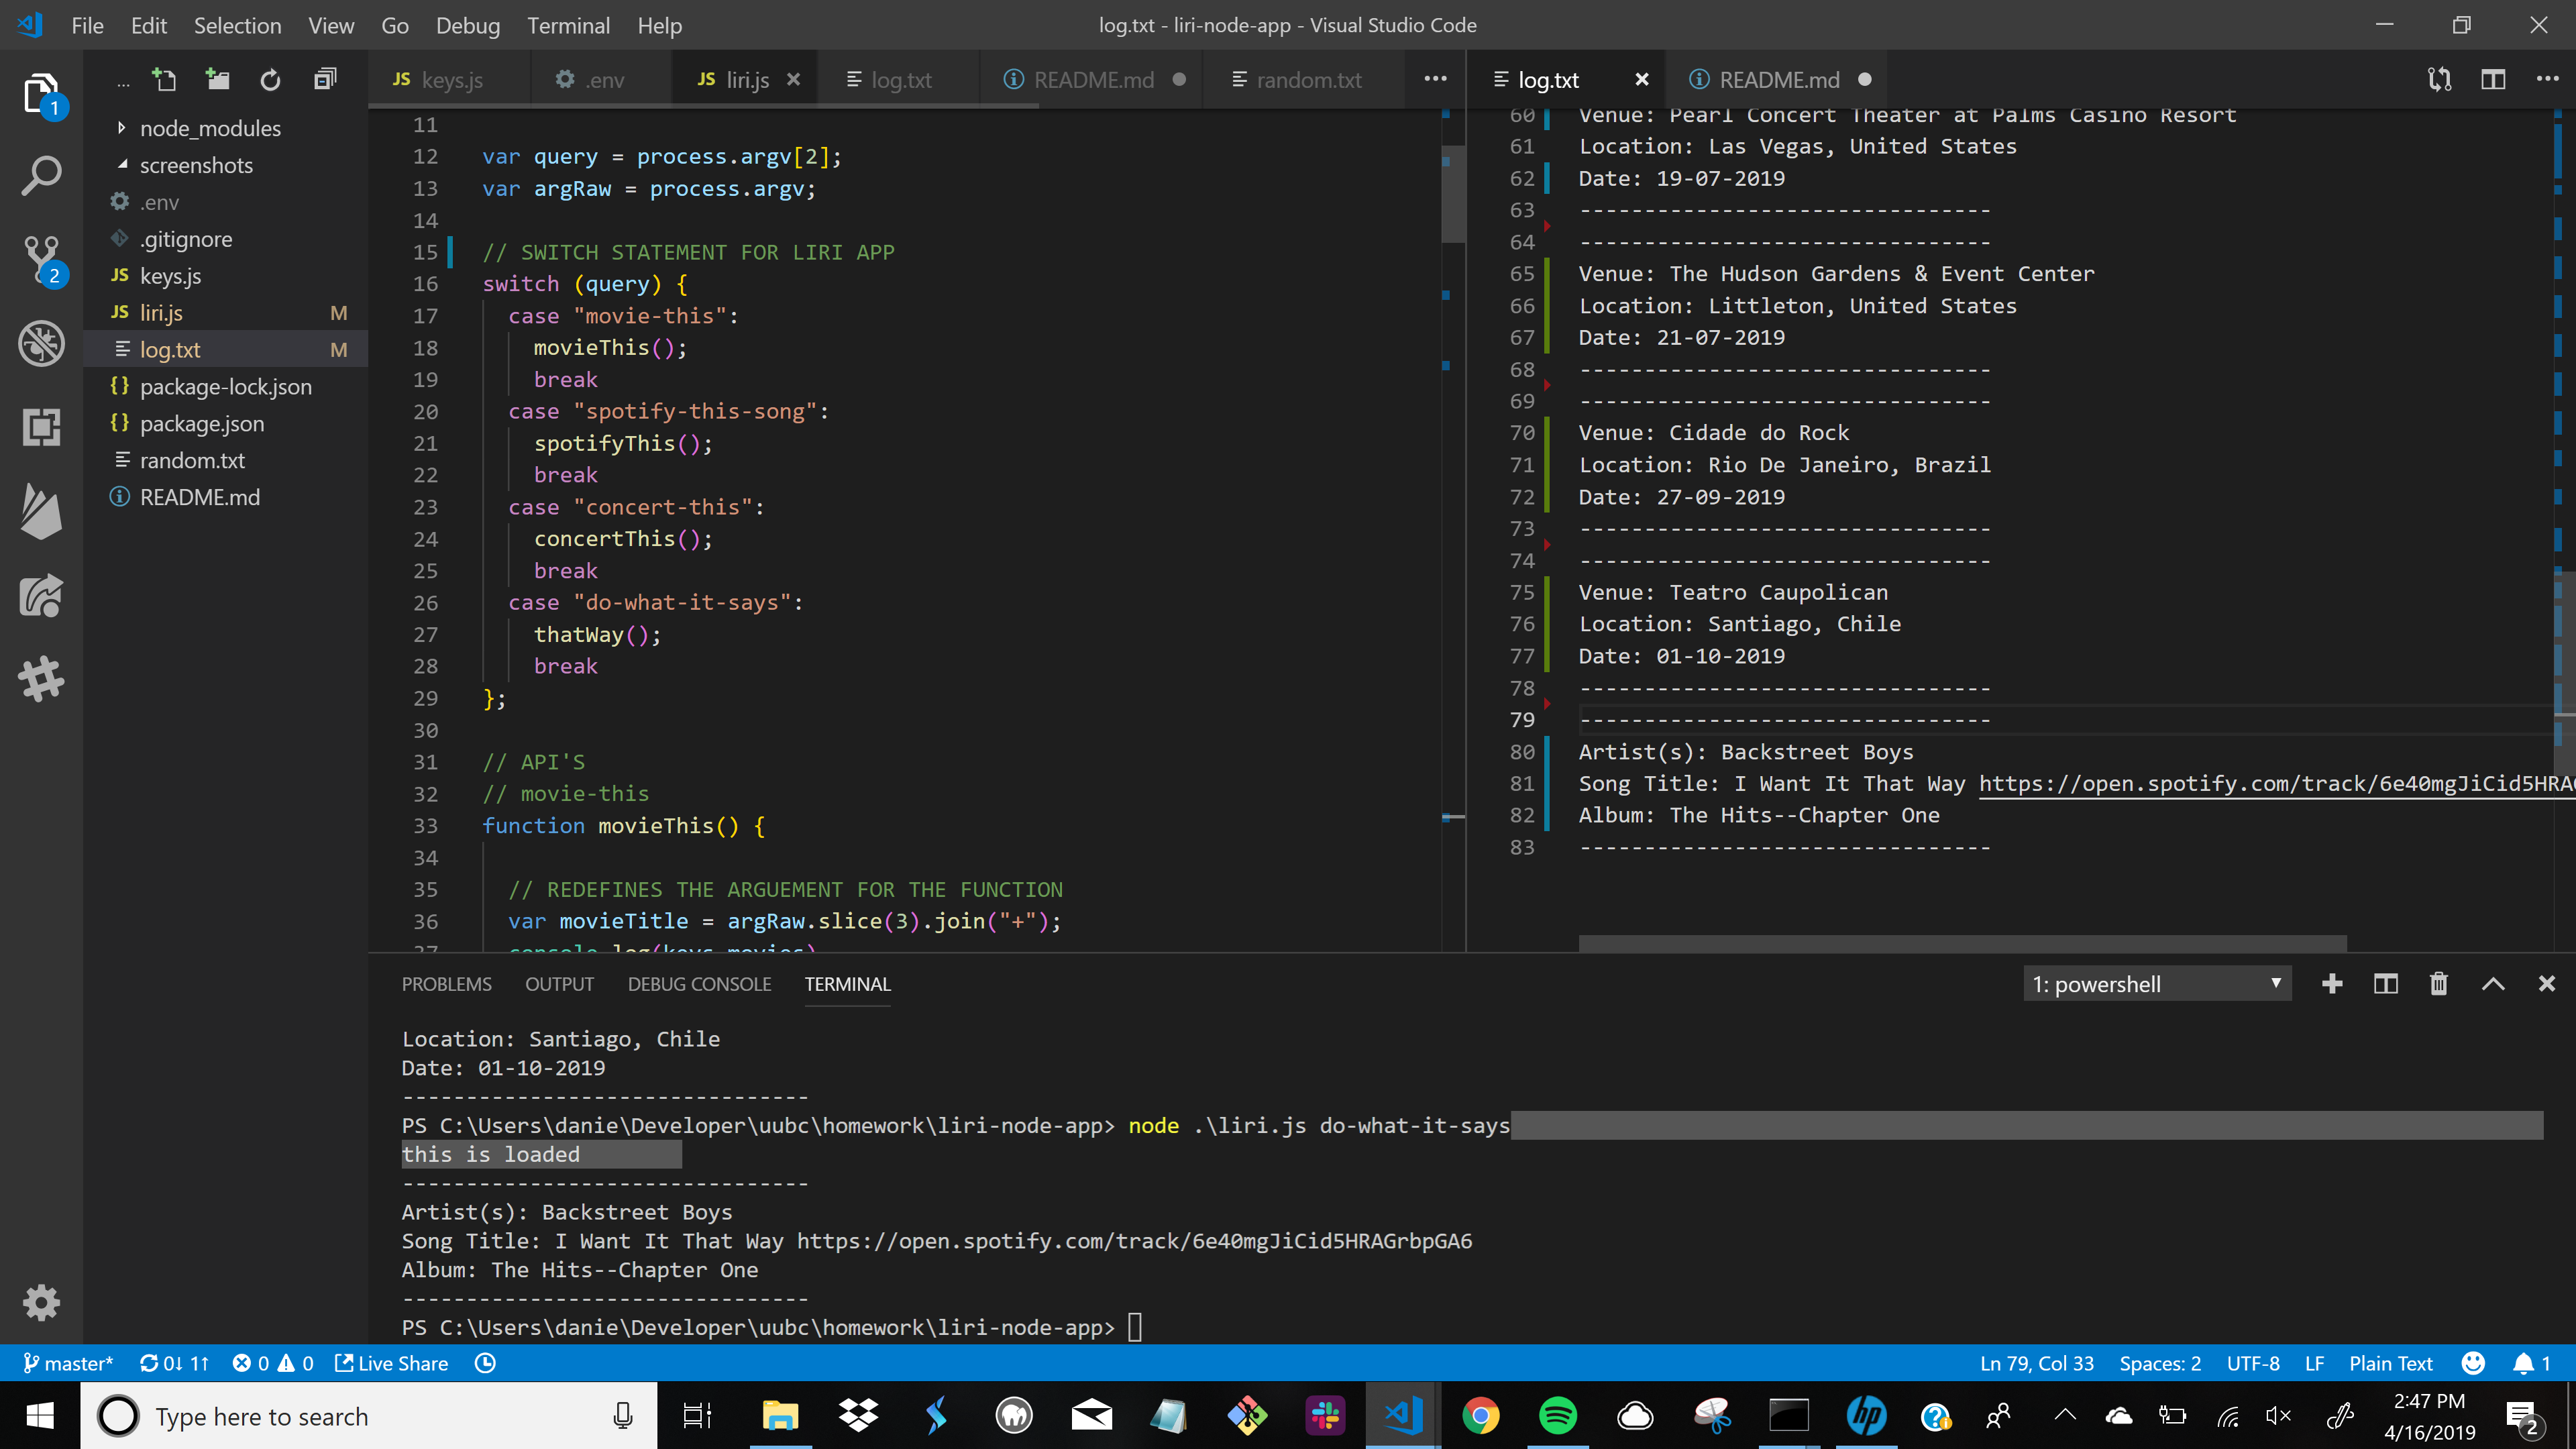 File Edit Selection View Go Debug Terminal Help
log.txt - liri-node-app - Visual Studio Code
1
2
...
node_modules
screenshots
.env
.gitignore
JS keys.js
JS liri.js M
log.txt M
{} package-lock.json
{} package.json
random.txt
README.md
JS keys.js .env JS liri.js log.txt README.md random.txt
11
12 var query = process.argv[2];
13 var argRaw = process.argv;
14
15 // SWITCH STATEMENT FOR LIRI APP
16 switch (query) {
17 case "movie-this":
18 movieThis();
19 break
20 case "spotify-this-song":
21 spotifyThis();
22 break
23 case "concert-this":
24 concertThis();
25 break
26 case "do-what-it-says":
27 thatWay();
28 break
29 };
30
31 // API'S
32 // movie-this
33 function movieThis() {
34
35 // REDEFINES THE ARGUEMENT FOR THE FUNCTION
36 var movieTitle = argRaw.slice(3).join("+");
37 console.log(keys.movies)
log.txt README.md
60 Venue: Pearl Concert Theater at Palms Casino Resort
61 Location: Las Vegas, United States
62 Date: 19-07-2019
63 --------------------------------
64 --------------------------------
65 Venue: The Hudson Gardens & Event Center
66 Location: Littleton, United States
67 Date: 21-07-2019
68 --------------------------------
69 --------------------------------
70 Venue: Cidade do Rock
71 Location: Rio De Janeiro, Brazil
72 Date: 27-09-2019
73 --------------------------------
74 --------------------------------
75 Venue: Teatro Caupolican
76 Location: Santiago, Chile
77 Date: 01-10-2019
78 --------------------------------
79 --------------------------------
80 Artist(s): Backstreet Boys
81 Song Title: I Want It That Way https://open.spotify.com/track/6e40mgJiCid5HRAG
82 Album: The Hits--Chapter One
83 --------------------------------
PROBLEMS OUTPUT DEBUG CONSOLE TERMINAL
1: powershell
Location: Santiago, Chile
Date: 01-10-2019
--------------------------------
PS C:\Users\danie\Developer\uubc\homework\liri-node-app> node .\liri.js do-what-it-says
this is loaded
--------------------------------
Artist(s): Backstreet Boys
Song Title: I Want It That Way https://open.spotify.com/track/6e40mgJiCid5HRAGrbpGA6
Album: The Hits--Chapter One
--------------------------------
PS C:\Users\danie\Developer\uubc\homework\liri-node-app>
master* 0↓ 1↑ 0 0 Live Share
Ln 79, Col 33 Spaces: 2 UTF-8 LF Plain Text 1
Type here to search
hp
2:47 PM
4/16/2019
2